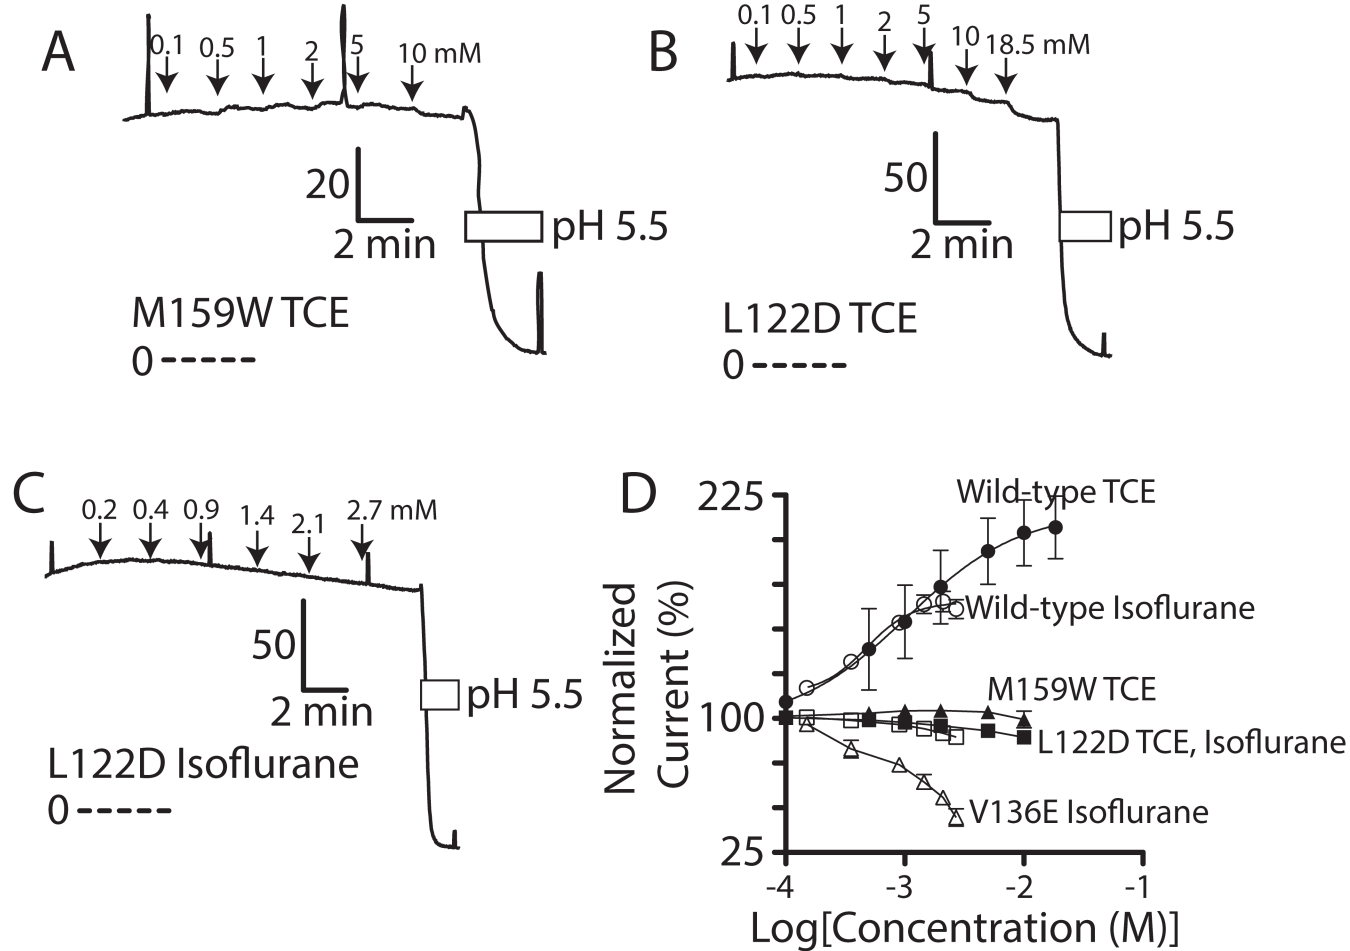 A
0.1 0.5 1 2 5 10 mM
20
2 min
pH 5.5
M159W TCE
0 -----
B
0.1 0.5 1 2 5 10 18.5 mM
50
2 min
pH 5.5
L122D TCE
0 -----
C
0.2 0.4 0.9 1.4 2.1 2.7 mM
50
2 min
pH 5.5
L122D Isoflurane
0 -----
D
Normalized
Current (%)
225
100
25
Wild-type TCE
Wild-type Isoflurane
M159W TCE
L122D TCE, Isoflurane
V136E Isoflurane
-4 -3 -2 -1
Log[Concentration (M)]